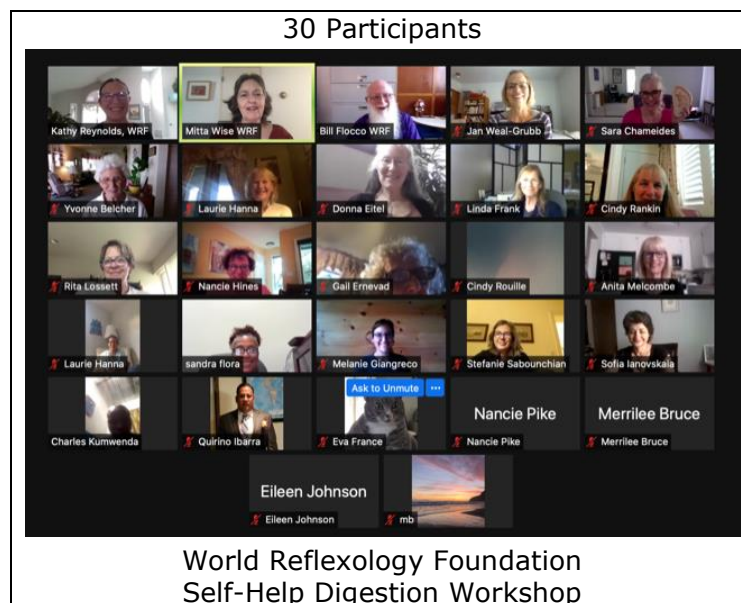 30 Participants
Kathy Reynolds, WRF
Mitta Wise WRF
Bill Flocco WRF
Jan Weal-Grubb
Sara Chameides
Yvonne Belcher
Laurie Hanna
Donna Eitel
Linda Frank
Cindy Rankin
Rita Lossett
Nancie Hines
Gail Ernevad
Cindy Rouille
Anita Melcombe
Laurie Hanna
sandra flora
Melanie Giangreco
Stefanie Sabounchian
Sofia Ianovskaia
Ask to Unmute ...
Nancie Pike
Merrilee Bruce
Charles Kumwenda
Quirino Ibarra
Eva France
Nancie Pike
Merrilee Bruce
Eileen Johnson
Eileen Johnson
mb
World Reflexology Foundation
Self-Help Digestion Workshop